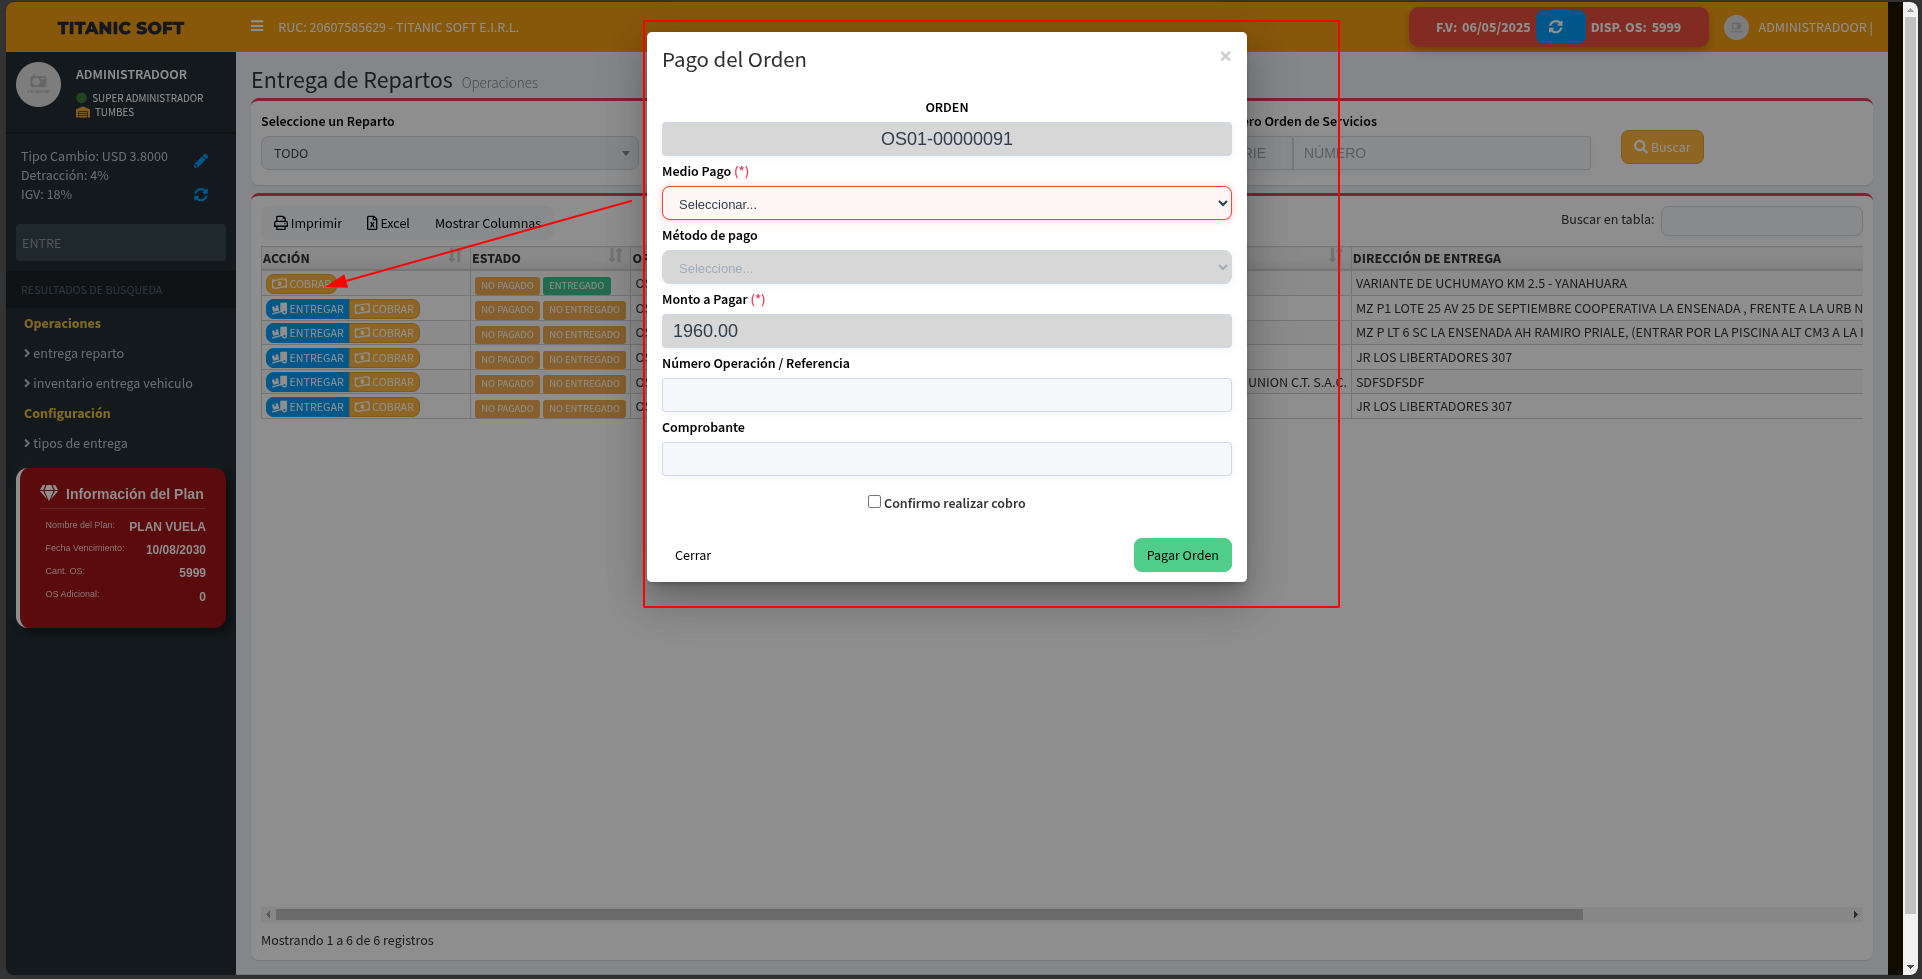 TITANIC SOFT
RUC: 20607585629 - TITANIC SOFT E.I.R.L.
F.V: 06/05/2025
DISP. OS: 5999
ADMINISTRADOOR |
ADMINISTRADOOR
SUPER ADMINISTRADOR
TUMBES
Tipo Cambio: USD 3.8000
Detracción: 4%
IGV: 18%
ENTRE
RESULTADOS DE BÚSQUEDA
Operaciones
entrega reparto
inventario entrega vehiculo
Configuración
tipos de entrega
Información del Plan
Nombre del Plan: PLAN VUELA
Fecha Vencimiento: 10/08/2030
Cant. OS: 5999
OS Adicional: 0
Entrega de Repartos Operaciones
Seleccione un Reparto
TODO
Orden de Servicios
NÚMERO
Buscar
Imprimir
Excel
Mostrar Columnas
Buscar en tabla:
ACCIÓN ESTADO DIRECCIÓN DE ENTREGA
COBRAR NO PAGADO ENTREGADO VARIANTE DE UCHUMAYO KM 2.5 - YANAHUARA
ENTREGAR COBRAR NO PAGADO NO ENTREGADO MZ P1 LOTE 25 AV 25 DE SEPTIEMBRE COOPERATIVA LA ENSENADA , FRENTE A LA URB N
ENTREGAR COBRAR NO PAGADO NO ENTREGADO MZ P LT 6 SC LA ENSENADA AH RAMIRO PRIALE, (ENTRAR POR LA PISCINA ALT CM3 A LA
ENTREGAR COBRAR NO PAGADO NO ENTREGADO JR LOS LIBERTADORES 307
ENTREGAR COBRAR NO PAGADO NO ENTREGADO UNION C.T. S.A.C. SDFSDFSDF
ENTREGAR COBRAR NO PAGADO NO ENTREGADO JR LOS LIBERTADORES 307
Mostrando 1 a 6 de 6 registros
Pago del Orden
×
ORDEN
OS01-00000091
Medio Pago (*)
Seleccionar...
Método de pago
Seleccione...
Monto a Pagar (*)
1960.00
Número Operación / Referencia
Comprobante
Confirmo realizar cobro
Cerrar
Pagar Orden